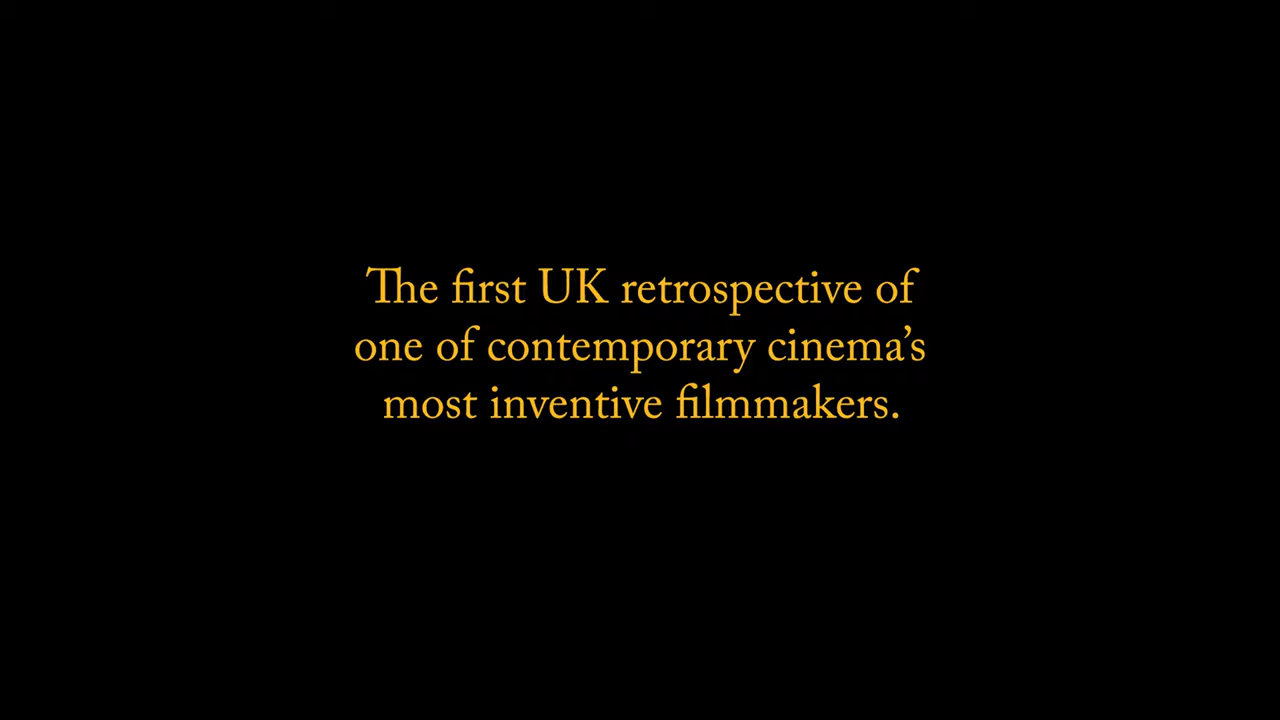 The first UK retrospective of
one of contemporary cinema’s
most inventive filmmakers.